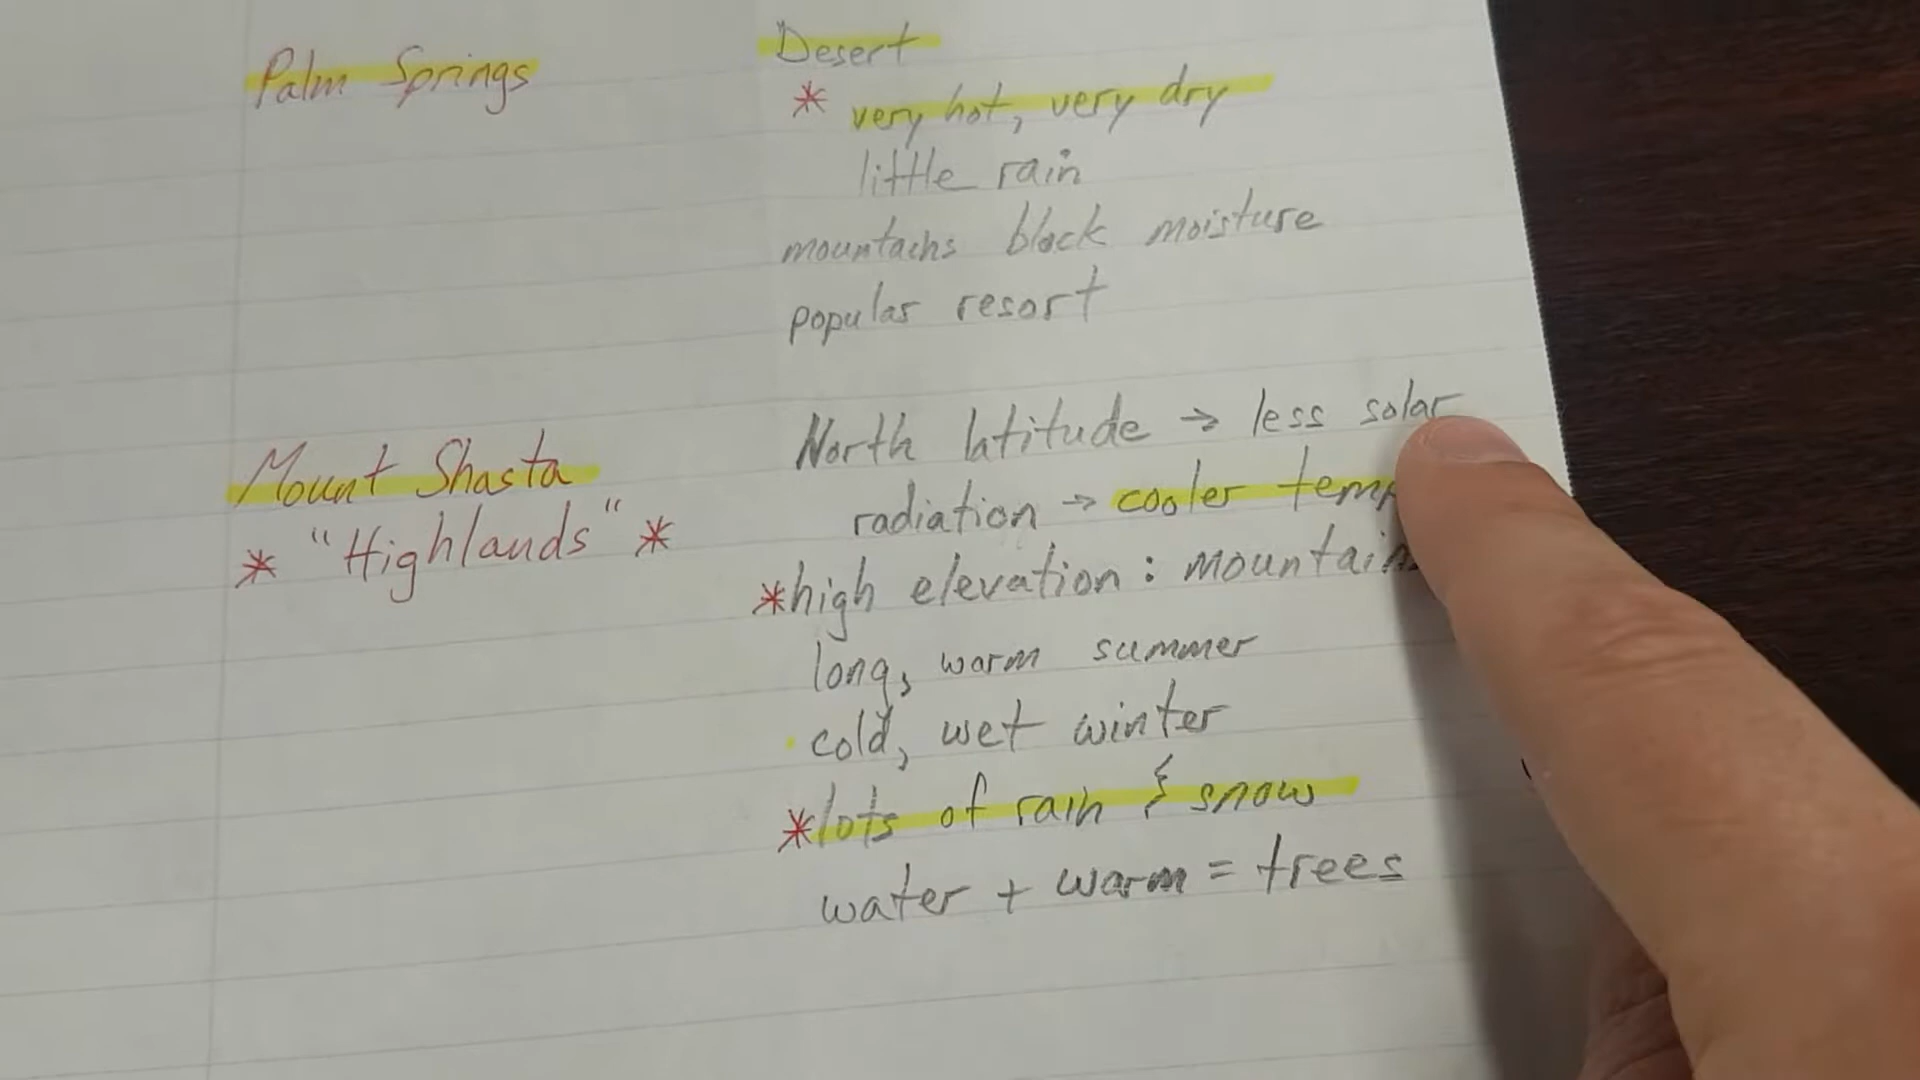 Palm Springs
Desert
* very hot, very dry
little rain
mountains block moisture
popular resort
Mount Shasta
* "Highlands" *
North latitude → less solar
radiation → cooler temp
*high elevation: mountain
long, warm summer
cold, wet winter
*lots of rain & snow
water + warm = trees